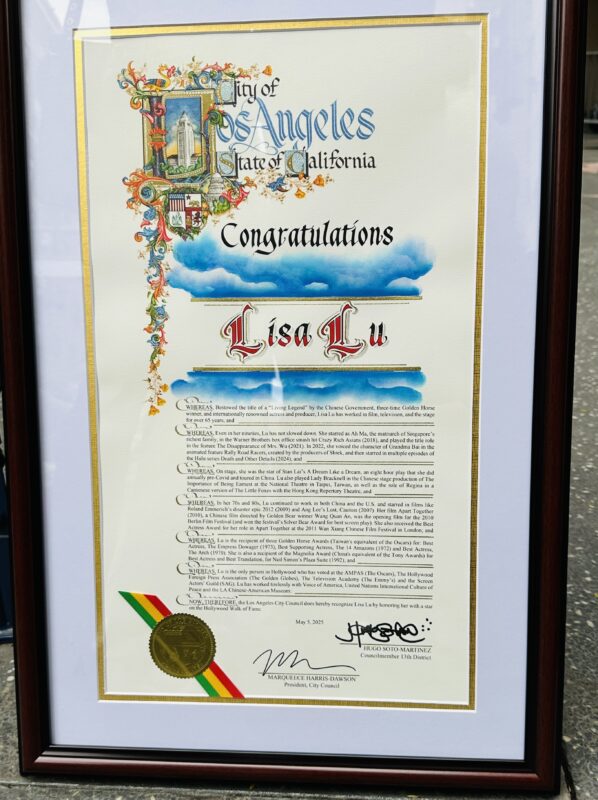 City of
Los Angeles
State of California
Congratulations
Lisa Lu
WHEREAS, Bestowed the title of a "Living Legend" by the Chinese Government, three-time Golden Horse
winner, and internationally renowned actress and producer, Lisa Lu has worked in film, television, and the stage
for over 65 years; and
WHEREAS, Even in her nineties, Lu has not slowed down. She starred as Ah Ma, the matriarch of Singapore's
richest family, in the Warner Brothers box office smash hit Crazy Rich Asians (2018), and played the title role
in the feature The Disappearance of Mrs. Wu (2021). In 2022, she voiced the character of Grandma Bai in the
animated feature Rally Road Racers, created by the producers of Shrek, and then starred in multiple episodes of
the Hulu series Death and Other Details (2024), and
WHEREAS, On stage, she was the star of Stan Lai's A Dream Like a Dream, an eight hour play that she did
annually pre-Covid and toured in China. Lu also played Lady Bracknell in the Chinese stage production of The
Importance of Being Earnest at the National Theatre in Taipei, Taiwan, as well as the role of Regina in a
Cantonese version of The Little Foxes with the Hong Kong Repertory Theatre; and
WHEREAS, In her 70s and 80s, Lu continued to work in both China and the U.S. and starred in films like
Roland Emmerich's disaster epic 2012 (2009) and Ang Lee's Lust, Caution (2007). Her film Apart Together
(2010), a Chinese film directed by Golden Bear winner Wang Quan An, was the opening film for the 2010
Berlin Film Festival (and won the festival's Silver Bear Award for best screen play). She also received the Best
Actress Award for her role in Apart Together at the 2011 Wan Xiang Chinese Film Festival in London; and
WHEREAS, Lu is the recipient of three Golden Horse Awards (Taiwan's equivalent of the Oscars) for: Best
Actress, The Empress Dowager (1975), Best Supporting Actress, The 14 Amazons (1972) and Best Actress,
The Arch (1970). She is also a recipient of the Magnolia Award (China's equivalent of the Tony Awards) for
Best Actress and Best Translation, for Neil Simon's Plaza Suite (1992); and
WHEREAS, Lu is the only person in Hollywood who has voted at the AMPAS (The Oscars), The Hollywood
Foreign Press Association (The Golden Globes), The Television Academy (The Emmy's) and the Screen
Actors' Guild (SAG). Lu has worked tirelessly with Voice of America, United Nations International Culture of
Peace and the LA Chinese American Museum:
NOW, THEREFORE, the Los Angeles City Council does hereby recognize Lisa Lu by honoring her with a star
on the Hollywood Walk of Fame.
May 5, 2025
HUGO SOTO-MARTINEZ
Councilmember 13th District
MARQUEECE HARRIS-DAWSON
President, City Council